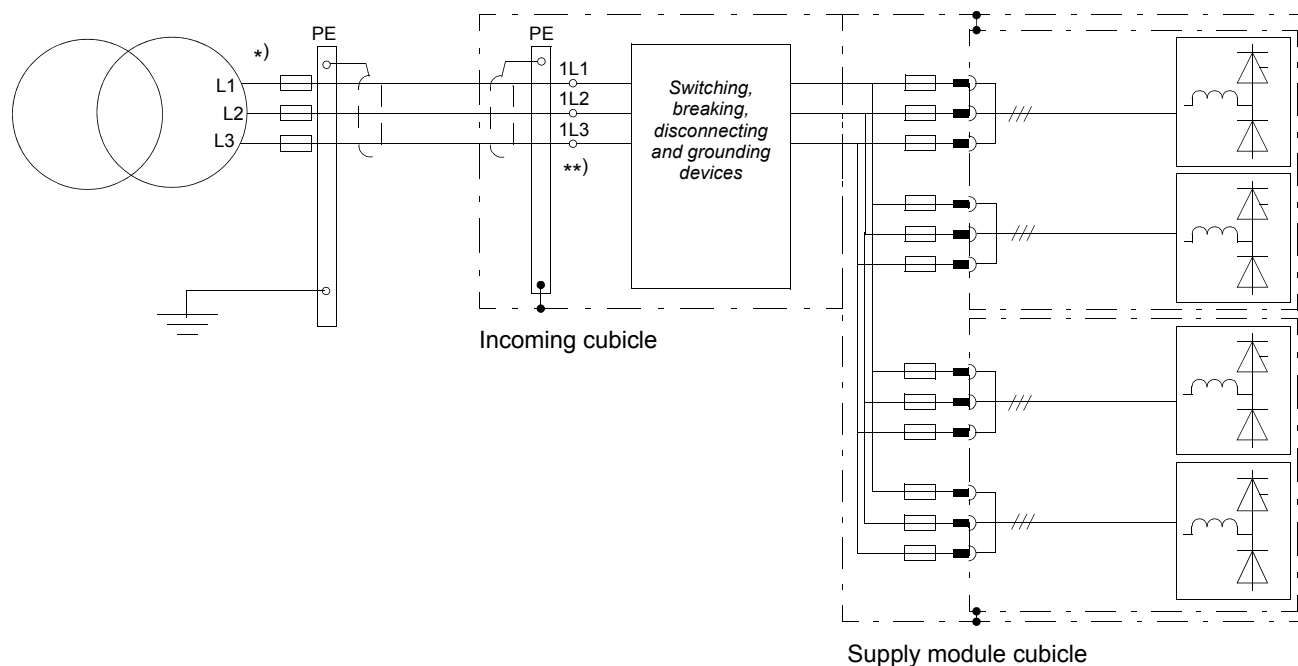 PE
PE
*)
L1
L2
L3
1L1
1L2
1L3
**)
Switching,
breaking,
disconnecting
and grounding
devices
Incoming cubicle
Supply module cubicle